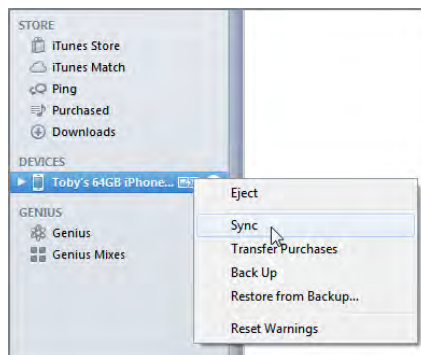 STORE
iTunes Store
iTunes Match
Ping
Purchased
Downloads
DEVICES
Toby's 64GB iPhone...
GENIUS
Genius
Genius Mixes
Eject
Sync
Transfer Purchases
Back Up
Restore from Backup...
Reset Warnings